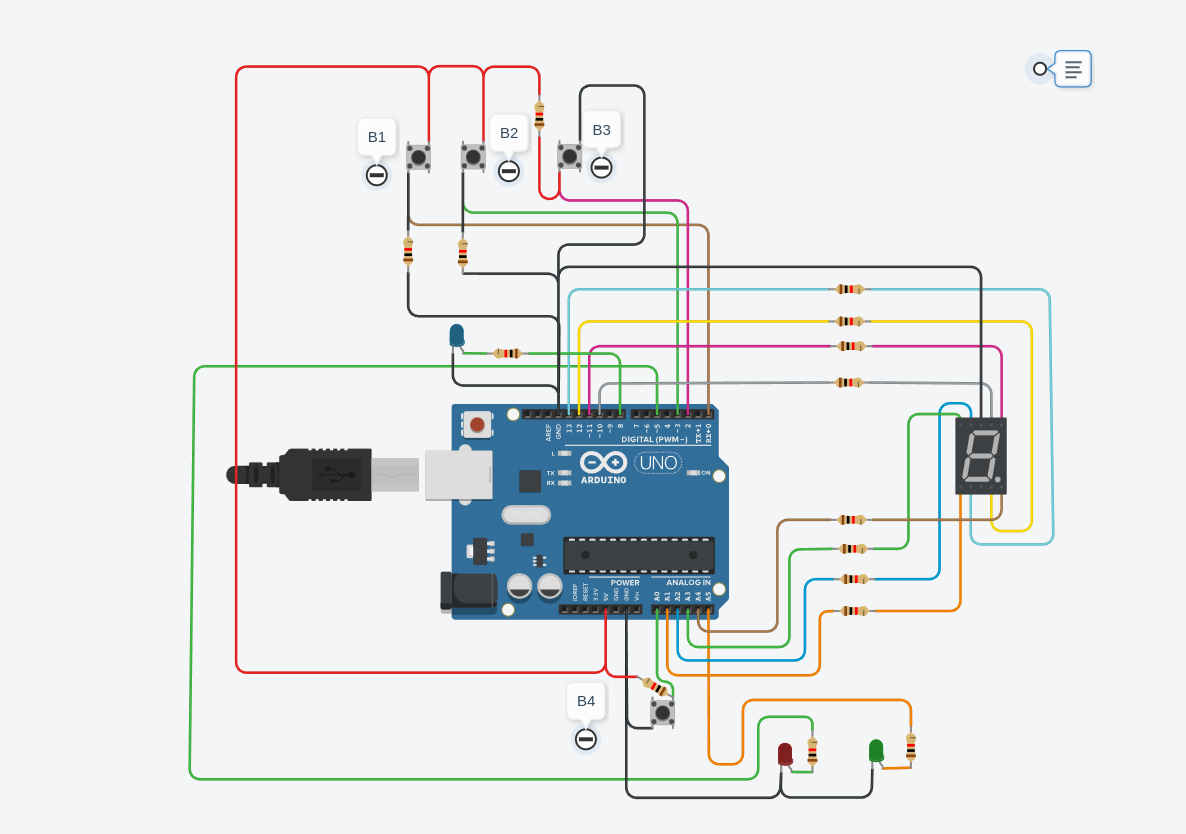 B1
B2
B3
AREF
GND
13
12
~11
~10
~9
8
7
~6
~5
4
~3
2
TX→1
RX←0
DIGITAL (PWM~)
L
TX
RX
ON
UNO
ARDUINO
POWER
ANALOG IN
IOREF
RESET
3.3V
5V
GND
GND
Vin
A0
A1
A2
A3
A4
A5
B4